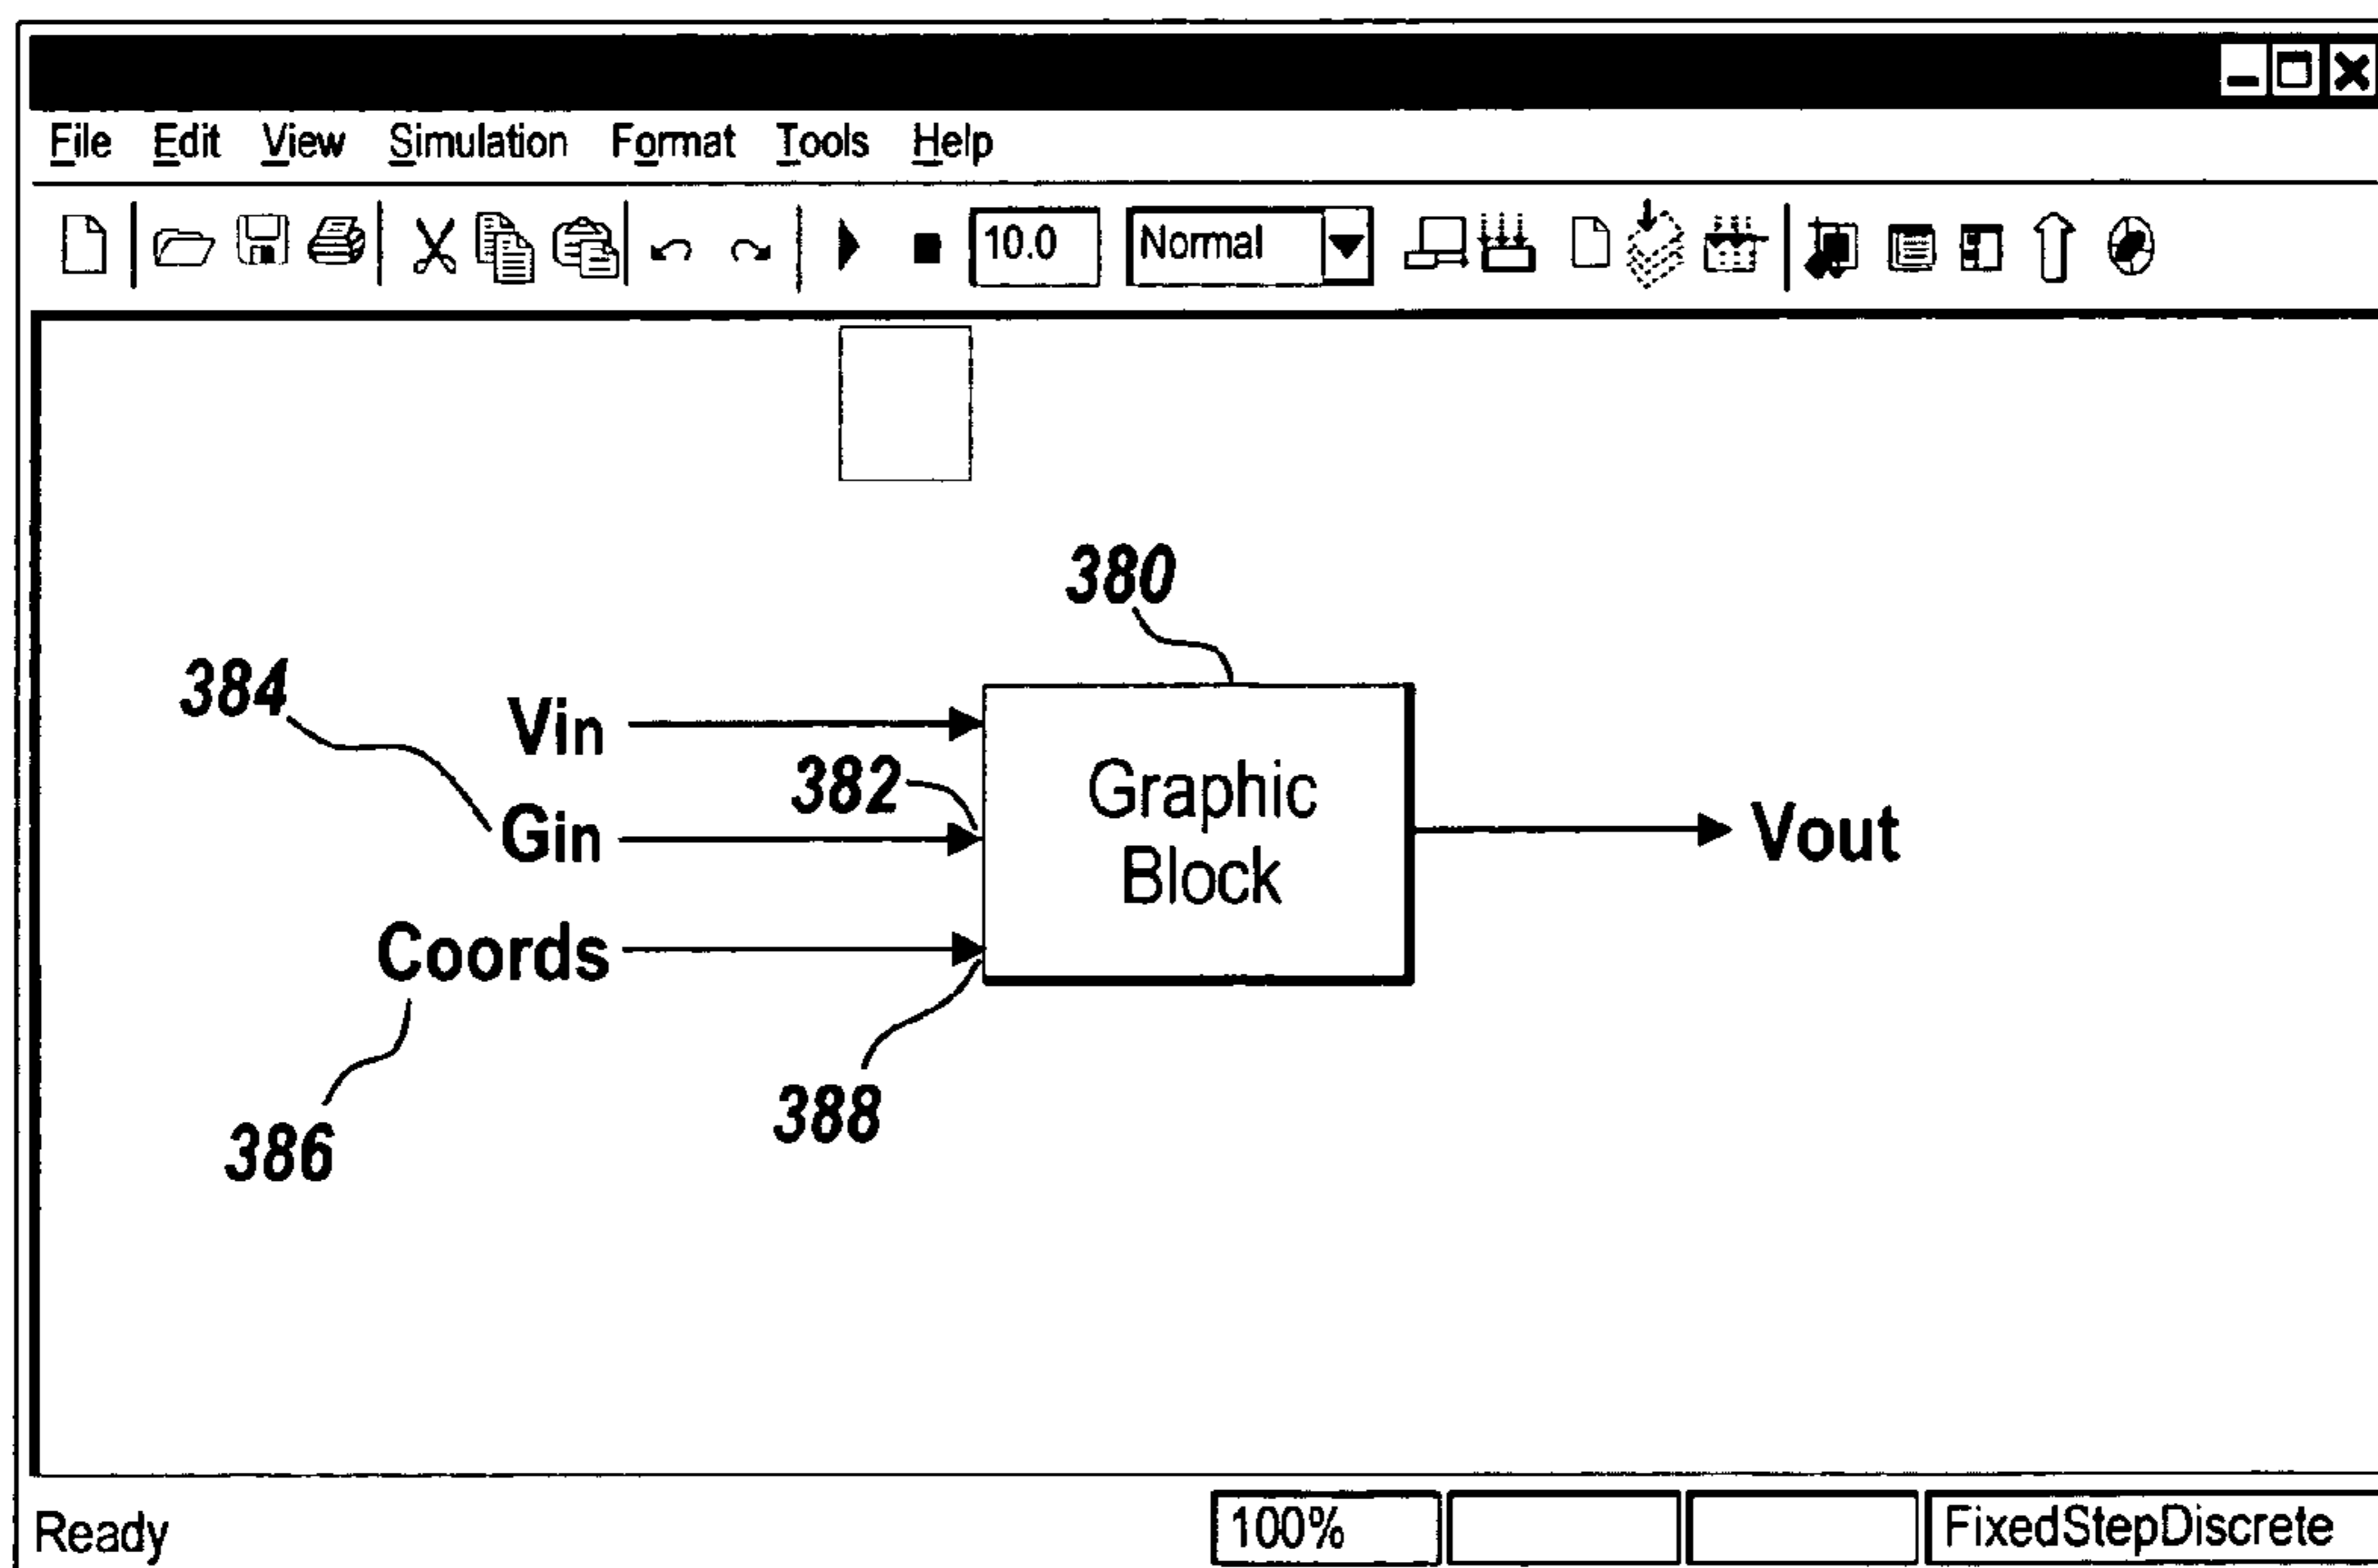 File Edit View Simulation Format Tools Help
10.0 Normal
380
384
Vin
382
Graphic
Gin
Block
Vout
Coords
388
386
Ready 100% FixedStepDiscrete